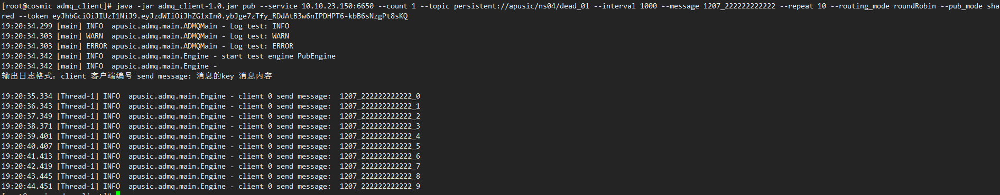 [root@cosmic admq_client]# java -jar admq_client-1.0.jar pub --service 10.10.23.150:6650 --count 1 --topic persistent://apusic/ns04/dead_01 --interval 1000 --message 1207_222222222222 --repeat 10 --routing_mode roundRobin --pub_mode sha
red --token eyJhbGciOiJIUzI1NiJ9.eyJzdWIiOiJhZG1xIn0.ybJge7zTfy_RDdAtB3w6nIPDHPT6-kbB6sNzgPt8sKQ
19:20:34.299 [main] INFO  apusic.admq.main.ADMQMain - Log test: INFO
19:20:34.303 [main] WARN  apusic.admq.main.ADMQMain - Log test: WARN
19:20:34.303 [main] ERROR apusic.admq.main.ADMQMain - Log test: ERROR
19:20:34.342 [main] INFO  apusic.admq.main.Engine - start test engine PubEngine
19:20:34.342 [main] INFO  apusic.admq.main.Engine -
输出日志格式：client 客户端编号 send message: 消息的key 消息内容
19:20:35.334 [Thread-1] INFO  apusic.admq.main.Engine - client 0 send message:  1207_222222222222_0
19:20:36.343 [Thread-1] INFO  apusic.admq.main.Engine - client 0 send message:  1207_222222222222_1
19:20:37.349 [Thread-1] INFO  apusic.admq.main.Engine - client 0 send message:  1207_222222222222_2
19:20:38.371 [Thread-1] INFO  apusic.admq.main.Engine - client 0 send message:  1207_222222222222_3
19:20:39.401 [Thread-1] INFO  apusic.admq.main.Engine - client 0 send message:  1207_222222222222_4
19:20:40.407 [Thread-1] INFO  apusic.admq.main.Engine - client 0 send message:  1207_222222222222_5
19:20:41.413 [Thread-1] INFO  apusic.admq.main.Engine - client 0 send message:  1207_222222222222_6
19:20:42.419 [Thread-1] INFO  apusic.admq.main.Engine - client 0 send message:  1207_222222222222_7
19:20:43.445 [Thread-1] INFO  apusic.admq.main.Engine - client 0 send message:  1207_222222222222_8
19:20:44.451 [Thread-1] INFO  apusic.admq.main.Engine - client 0 send message:  1207_222222222222_9